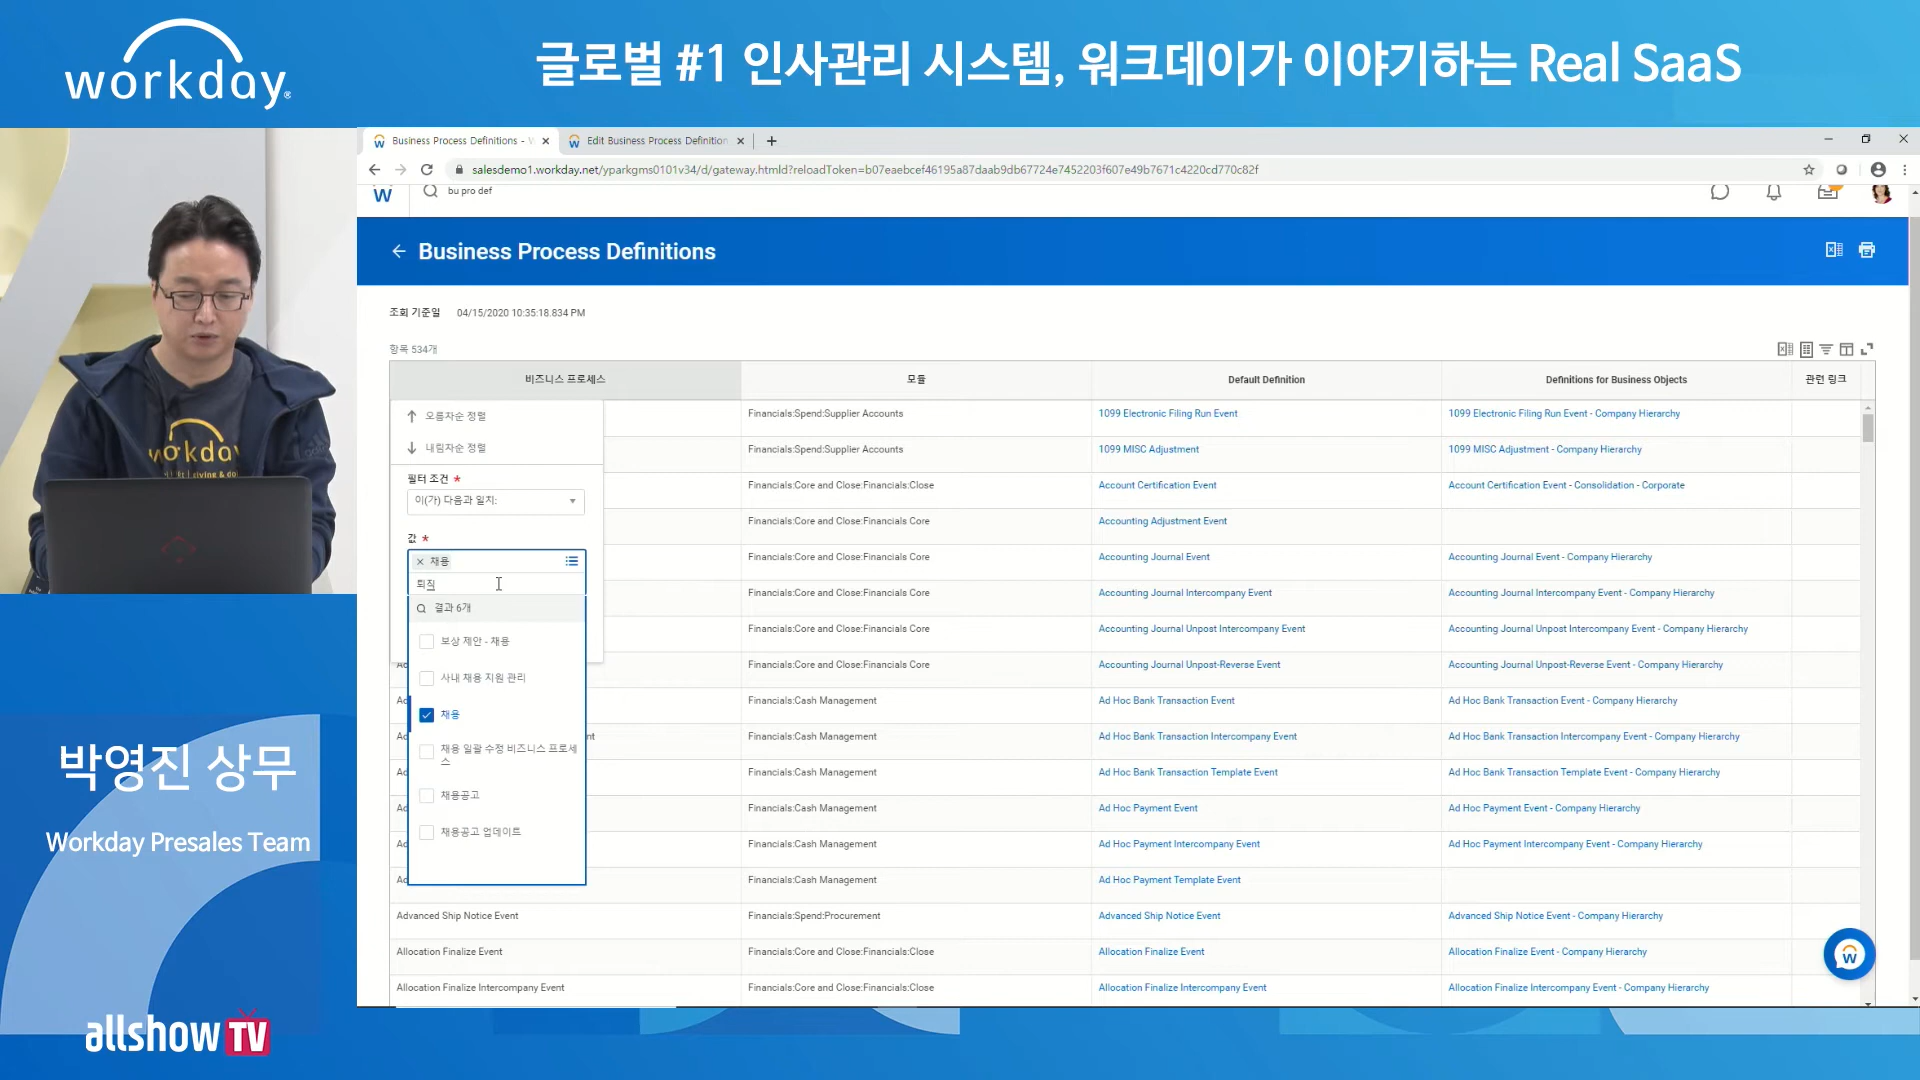 workday.
글로벌 #1 인사관리 시스템, 워크데이가 이야기하는 Real SaaS
Business Process Definitions - W
Edit Business Process Definition
salesdemo1.workday.net/yparkgms0101v34/d/gateway.htmld?reloadToken=b07eaebcef46195a87daab9db67724e7452203f607e49b7671c4220cd770c82f
W
bu pro def
Business Process Definitions
조회 기준일 04/15/2020 10:35:18.834 PM
항목 534개
비즈니스 프로세스 모듈 Default Definition Definitions for Business Objects 관련 링크
오름차순 정렬
내림차순 정렬
필터 조건 *
이(가) 다음과 일치:
값 *
채용
퇴직
결과 6개
보상 제안 - 채용
사내 채용 지원 관리
채용
채용 일괄 수정 비즈니스 프로세스
채용공고
채용공고 업데이트
Financials:Spend:Supplier Accounts 1099 Electronic Filing Run Event 1099 Electronic Filing Run Event - Company Hierarchy
Financials:Spend:Supplier Accounts 1099 MISC Adjustment 1099 MISC Adjustment - Company Hierarchy
Financials:Core and Close:Financials:Close Account Certification Event Account Certification Event - Consolidation - Corporate
Financials:Core and Close:Financials Core Accounting Adjustment Event
Financials:Core and Close:Financials Core Accounting Journal Event Accounting Journal Event - Company Hierarchy
Financials:Core and Close:Financials Core Accounting Journal Intercompany Event Accounting Journal Intercompany Event - Company Hierarchy
Financials:Core and Close:Financials Core Accounting Journal Unpost Intercompany Event Accounting Journal Unpost Intercompany Event - Company Hierarchy
Ac Financials:Core and Close:Financials Core Accounting Journal Unpost-Reverse Event Accounting Journal Unpost-Reverse Event - Company Hierarchy
Ad Financials:Cash Management Ad Hoc Bank Transaction Event Ad Hoc Bank Transaction Event - Company Hierarchy
Ad nt Financials:Cash Management Ad Hoc Bank Transaction Intercompany Event Ad Hoc Bank Transaction Intercompany Event - Company Hierarchy
Ad Financials:Cash Management Ad Hoc Bank Transaction Template Event Ad Hoc Bank Transaction Template Event - Company Hierarchy
Ad Financials:Cash Management Ad Hoc Payment Event Ad Hoc Payment Event - Company Hierarchy
Ad Financials:Cash Management Ad Hoc Payment Intercompany Event Ad Hoc Payment Intercompany Event - Company Hierarchy
Ad Financials:Cash Management Ad Hoc Payment Template Event
Advanced Ship Notice Event Financials:Spend:Procurement Advanced Ship Notice Event Advanced Ship Notice Event - Company Hierarchy
Allocation Finalize Event Financials:Core and Close:Financials:Close Allocation Finalize Event Allocation Finalize Event - Company Hierarchy
Allocation Finalize Intercompany Event Financials:Core and Close:Financials:Close Allocation Finalize Intercompany Event Allocation Finalize Intercompany Event - Company Hierarchy
W
workday
박영진 상무
Workday Presales Team
allshow TV